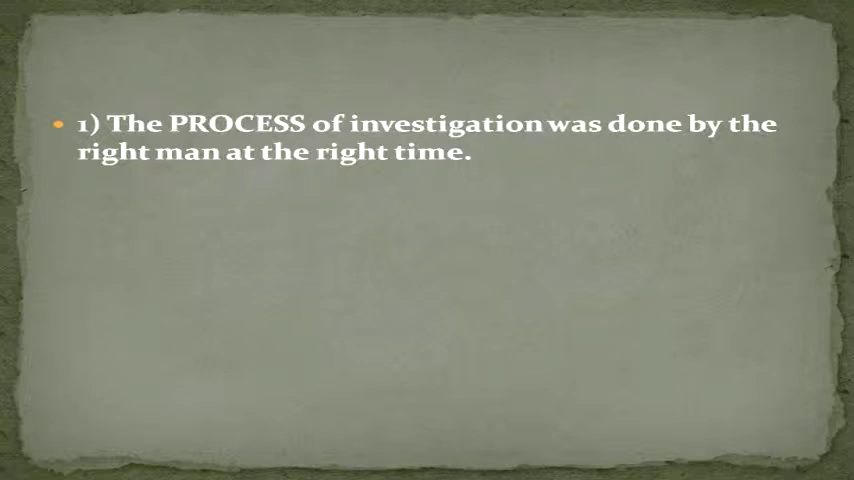 • 1) The PROCESS of investigation was done by the
right man at the right time.